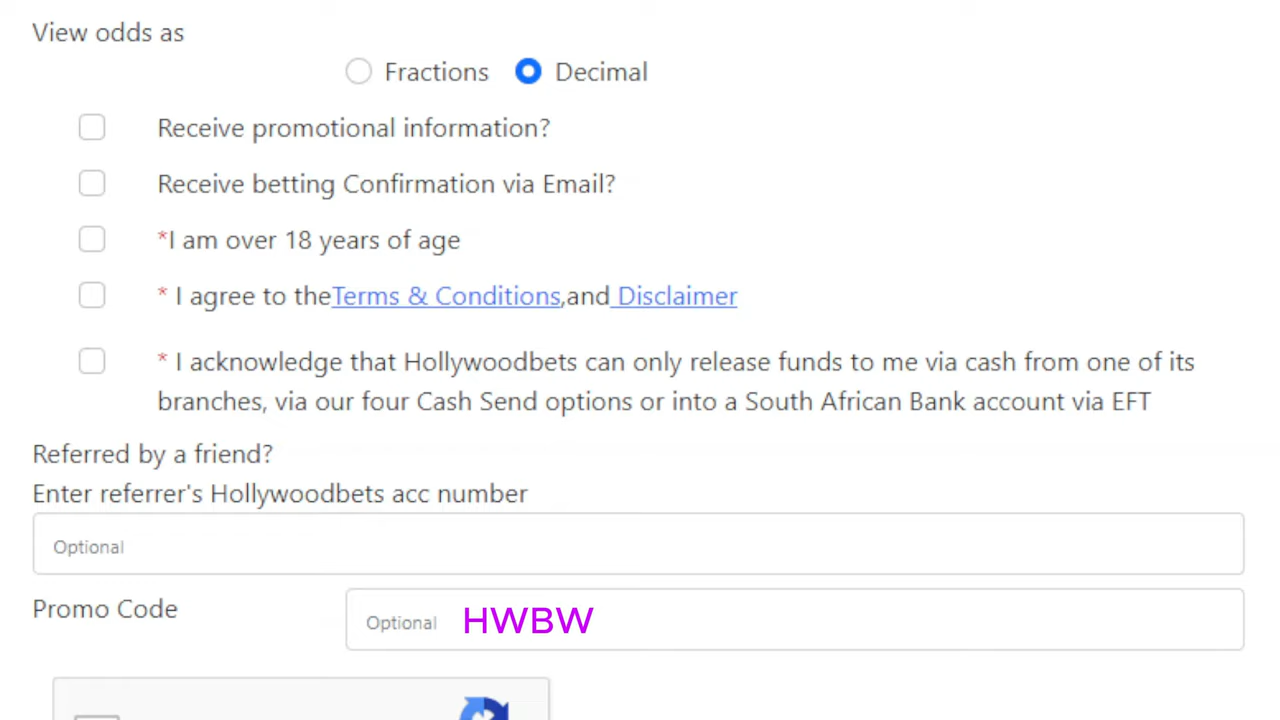 View odds as
Fractions Decimal
Receive promotional information?
Receive betting Confirmation via Email?
*I am over 18 years of age
* I agree to theTerms & Conditions,and Disclaimer
* I acknowledge that Hollywoodbets can only release funds to me via cash from one of its
branches, via our four Cash Send options or into a South African Bank account via EFT
Referred by a friend?
Enter referrer's Hollywoodbets acc number
Optional
Promo Code Optional HWBW